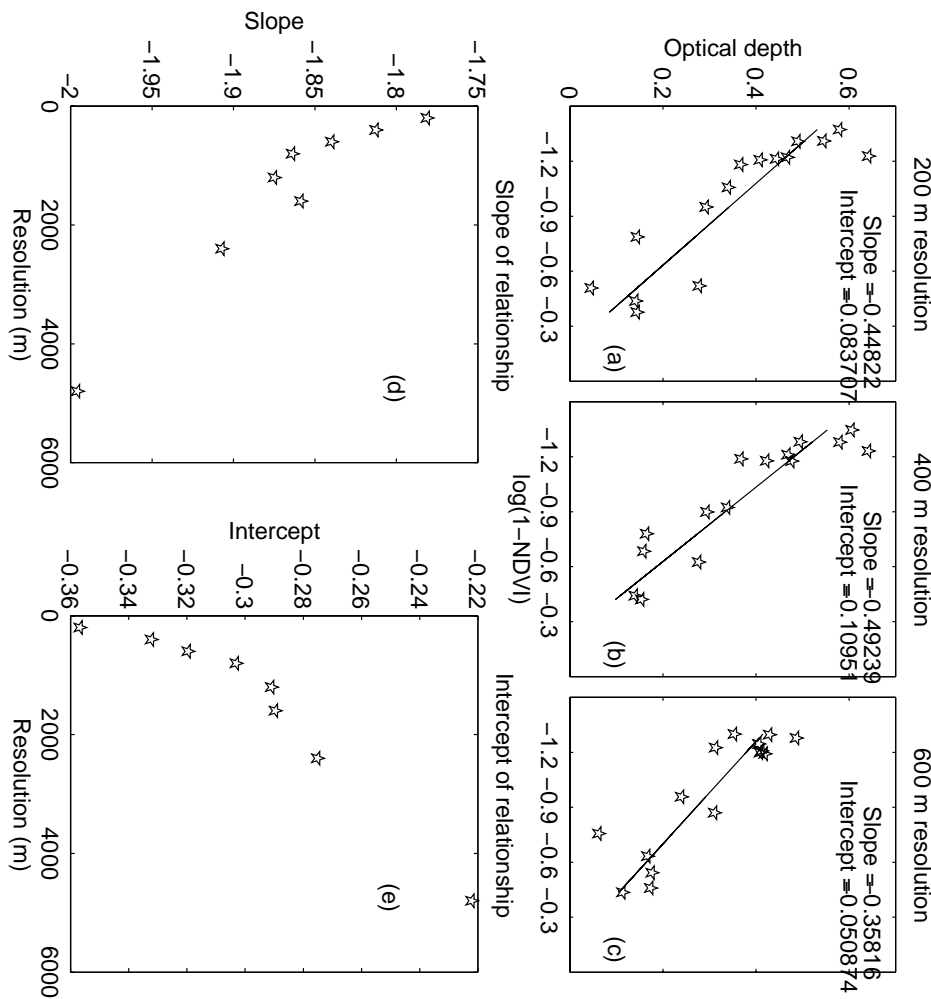 200 m resolution
Optical depth
0
0.2
0.4
0.6
−1.2 −0.9 −0.6 −0.3
Slope =−0.44822
Intercept =−0.083707
(a)
400 m resolution
−1.2 −0.9 −0.6 −0.3
log(1−NDVI)
Slope =−0.49239
Intercept =−0.10951
(b)
600 m resolution
−1.2 −0.9 −0.6 −0.3
Slope =−0.35816
Intercept =−0.050874
(c)
Slope of relationship
Slope
−2
−1.95
−1.9
−1.85
−1.8
−1.75
0 2000 4000 6000
Resolution (m)
(d)
Intercept of relationship
Intercept
−0.36
−0.34
−0.32
−0.3
−0.28
−0.26
−0.24
−0.22
0 2000 4000 6000
Resolution (m)
(e)